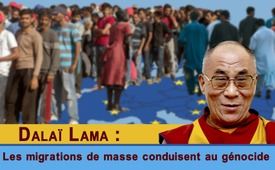 DALAÏ LAMA :
Les migrations de masse conduisent au génocide